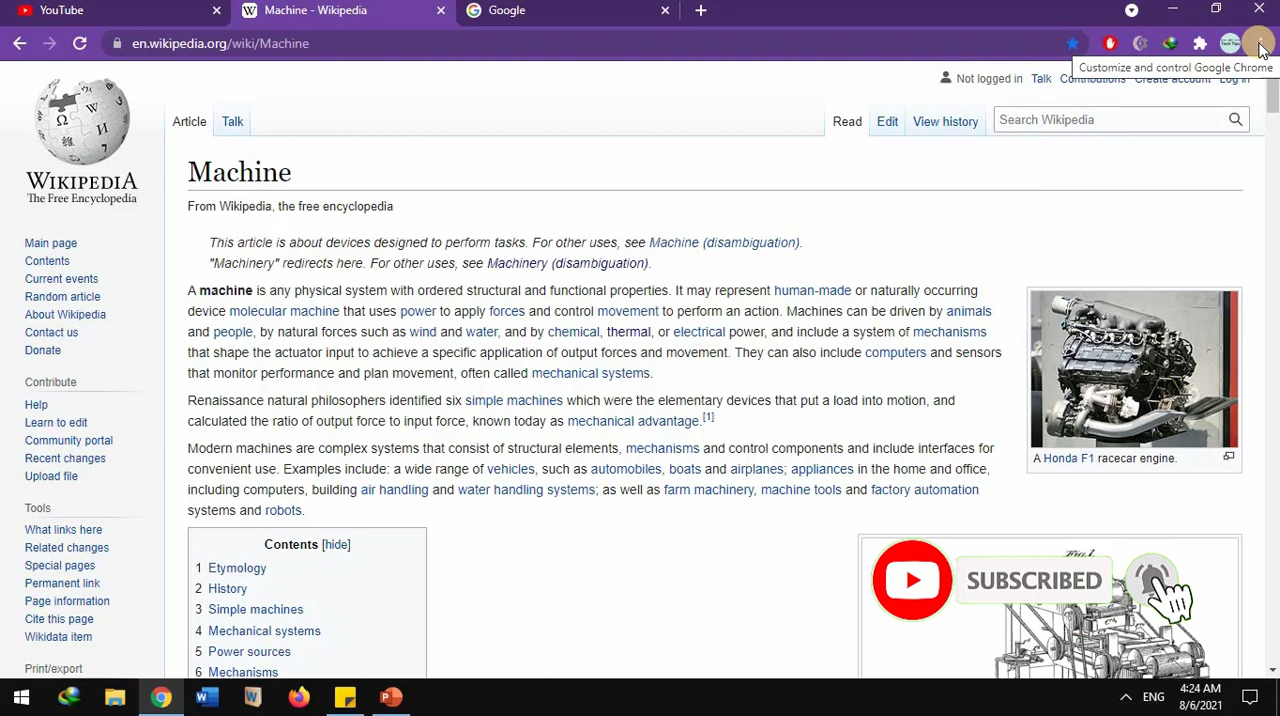 YouTube
Machine - Wikipedia
Google
en.wikipedia.org/wiki/Machine
Customize and control Google Chrome
Not logged in Talk Contributions Create account Log in
Article Talk
Read Edit View history
Search Wikipedia
WIKIPEDIA
The Free Encyclopedia
Main page
Contents
Current events
Random article
About Wikipedia
Contact us
Donate
Contribute
Help
Learn to edit
Community portal
Recent changes
Upload file
Tools
What links here
Related changes
Special pages
Permanent link
Page information
Cite this page
Wikidata item
Print/export
Machine
From Wikipedia, the free encyclopedia
This article is about devices designed to perform tasks. For other uses, see Machine (disambiguation).
"Machinery" redirects here. For other uses, see Machinery (disambiguation).
A machine is any physical system with ordered structural and functional properties. It may represent human-made or naturally occurring
device molecular machine that uses power to apply forces and control movement to perform an action. Machines can be driven by animals
and people, by natural forces such as wind and water, and by chemical, thermal, or electrical power, and include a system of mechanisms
that shape the actuator input to achieve a specific application of output forces and movement. They can also include computers and sensors
that monitor performance and plan movement, often called mechanical systems.
Renaissance natural philosophers identified six simple machines which were the elementary devices that put a load into motion, and
calculated the ratio of output force to input force, known today as mechanical advantage.[1]
Modern machines are complex systems that consist of structural elements, mechanisms and control components and include interfaces for
convenient use. Examples include: a wide range of vehicles, such as automobiles, boats and airplanes; appliances in the home and office,
including computers, building air handling and water handling systems; as well as farm machinery, machine tools and factory automation
systems and robots.
A Honda F1 racecar engine.
Contents [hide]
1 Etymology
2 History
3 Simple machines
4 Mechanical systems
5 Power sources
6 Mechanisms
SUBSCRIBED
ENG
4:24 AM
8/6/2021